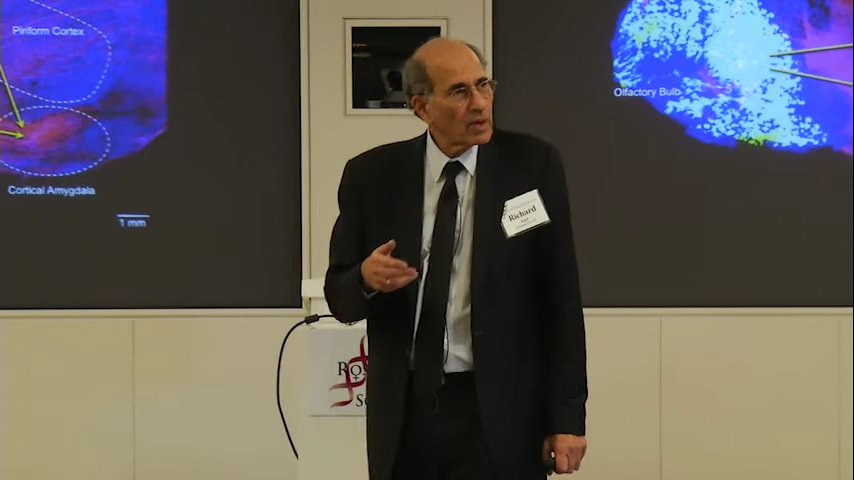 Piriform Cortex
Cortical Amygdala
1 mm
Olfactory Bulb
Richard